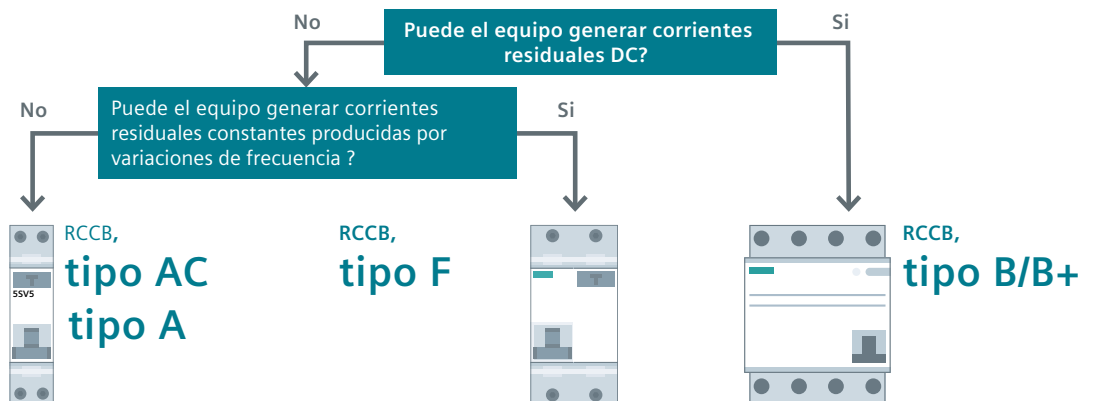 No
Puede el equipo generar corrientes
residuales DC?
Si
No
Puede el equipo generar corrientes
residuales constantes producidas por
variaciones de frecuencia ?
Si
RCCB,
tipo AC
tipo A
5SV5
RCCB,
tipo F
RCCB,
tipo B/B+